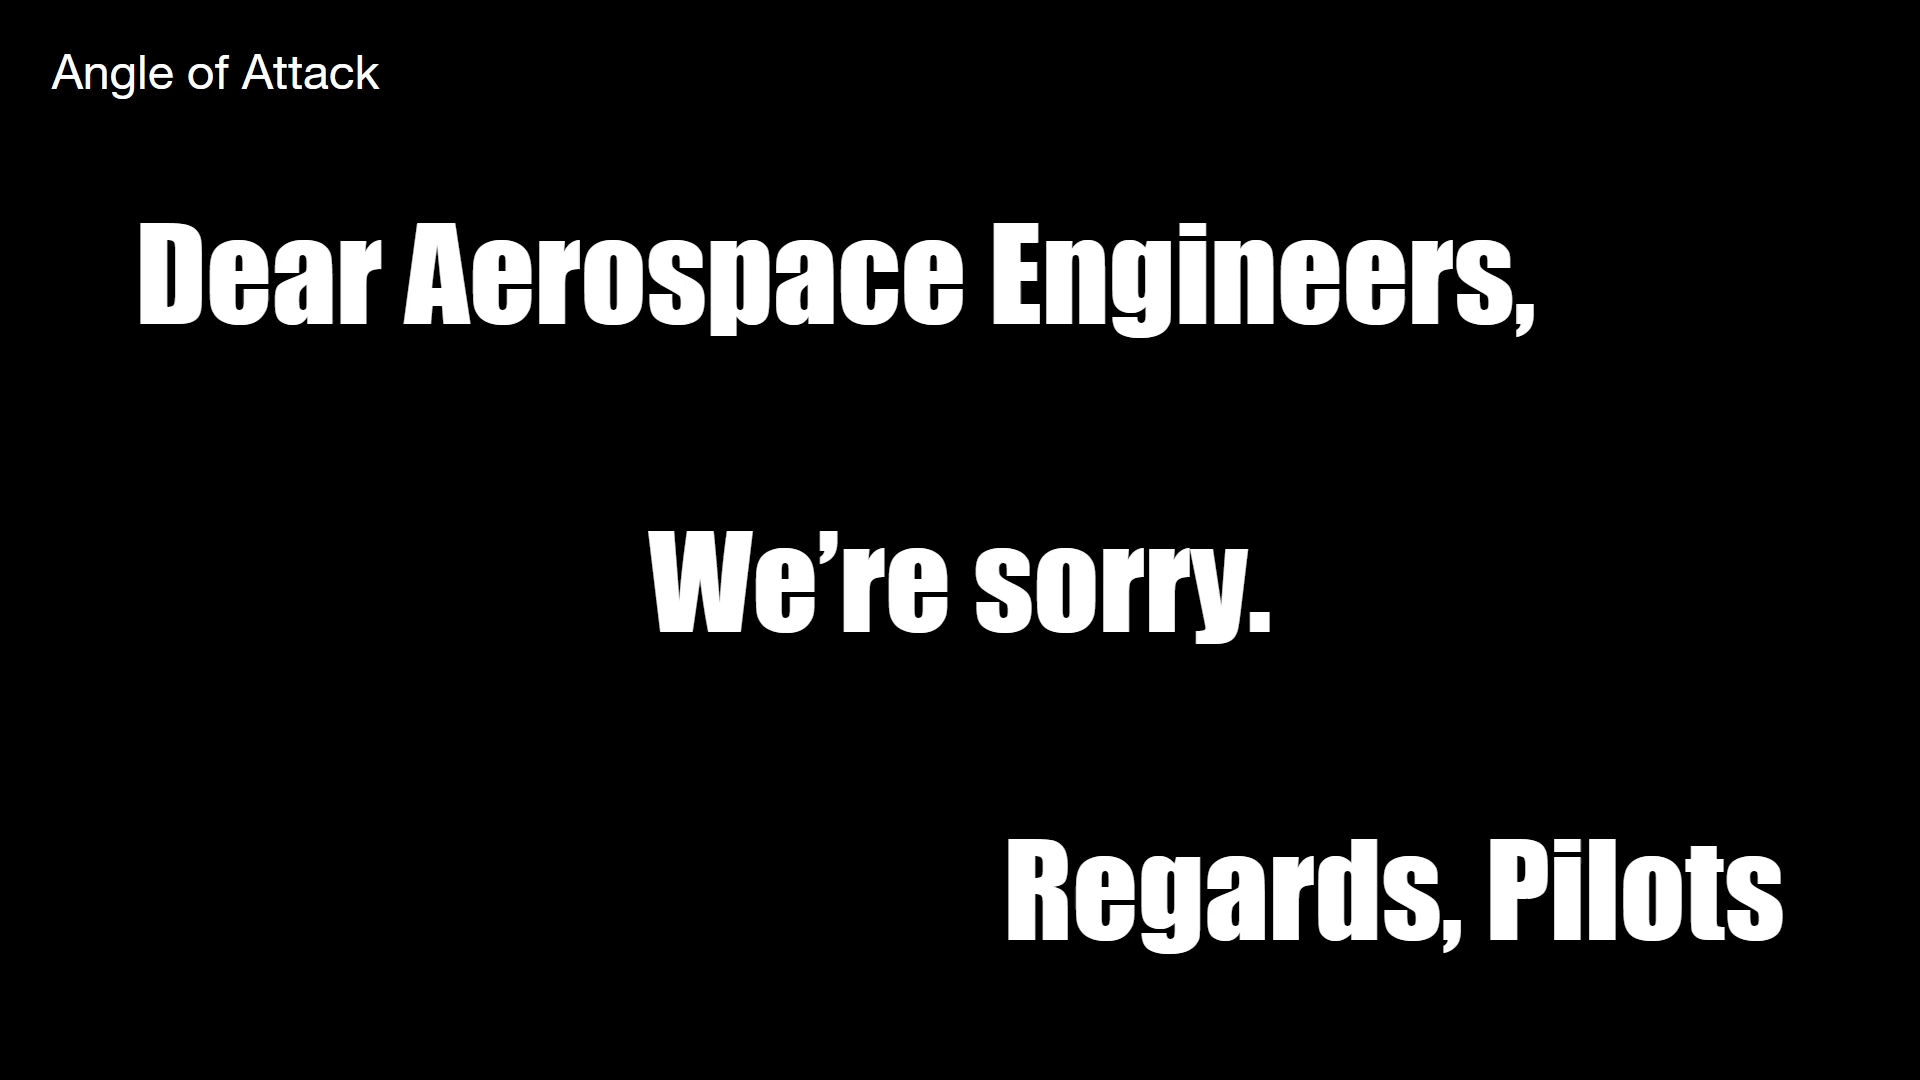 Angle of Attack
Dear Aerospace Engineers,
We’re sorry.
Regards, Pilots